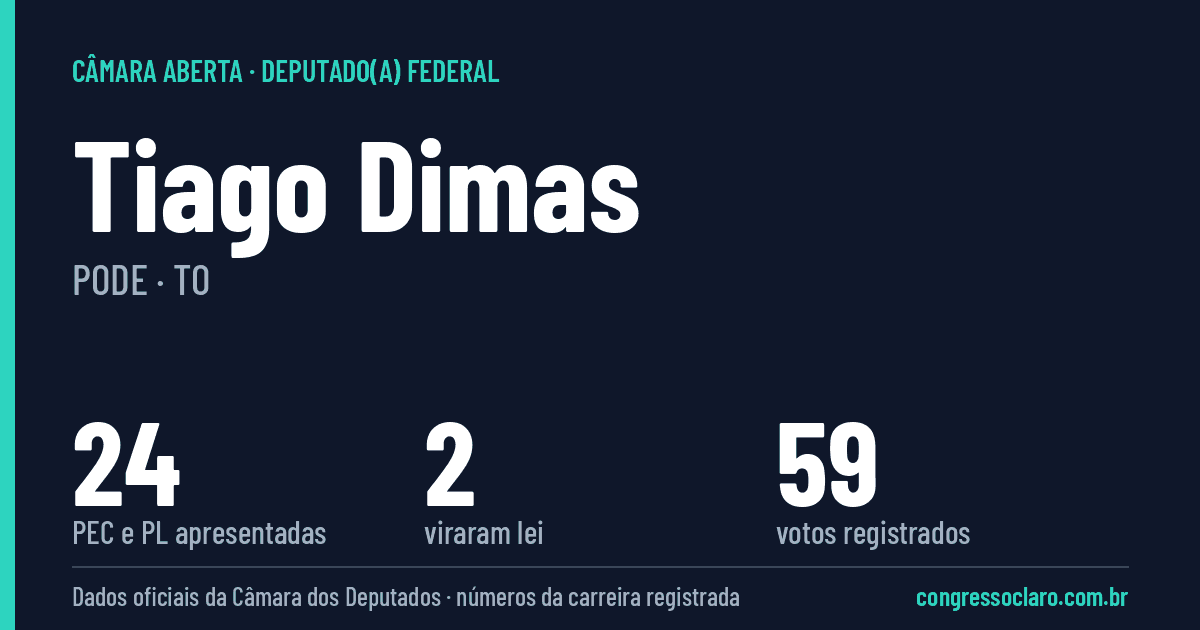 CÂMARA ABERTA · DEPUTADO(A) FEDERAL
Tiago Dimas
PODE · TO
24 2 59
PEC e PL apresentadas viraram lei votos registrados
Dados oficiais da Câmara dos Deputados · números da carreira registrada congressoclaro.com.br